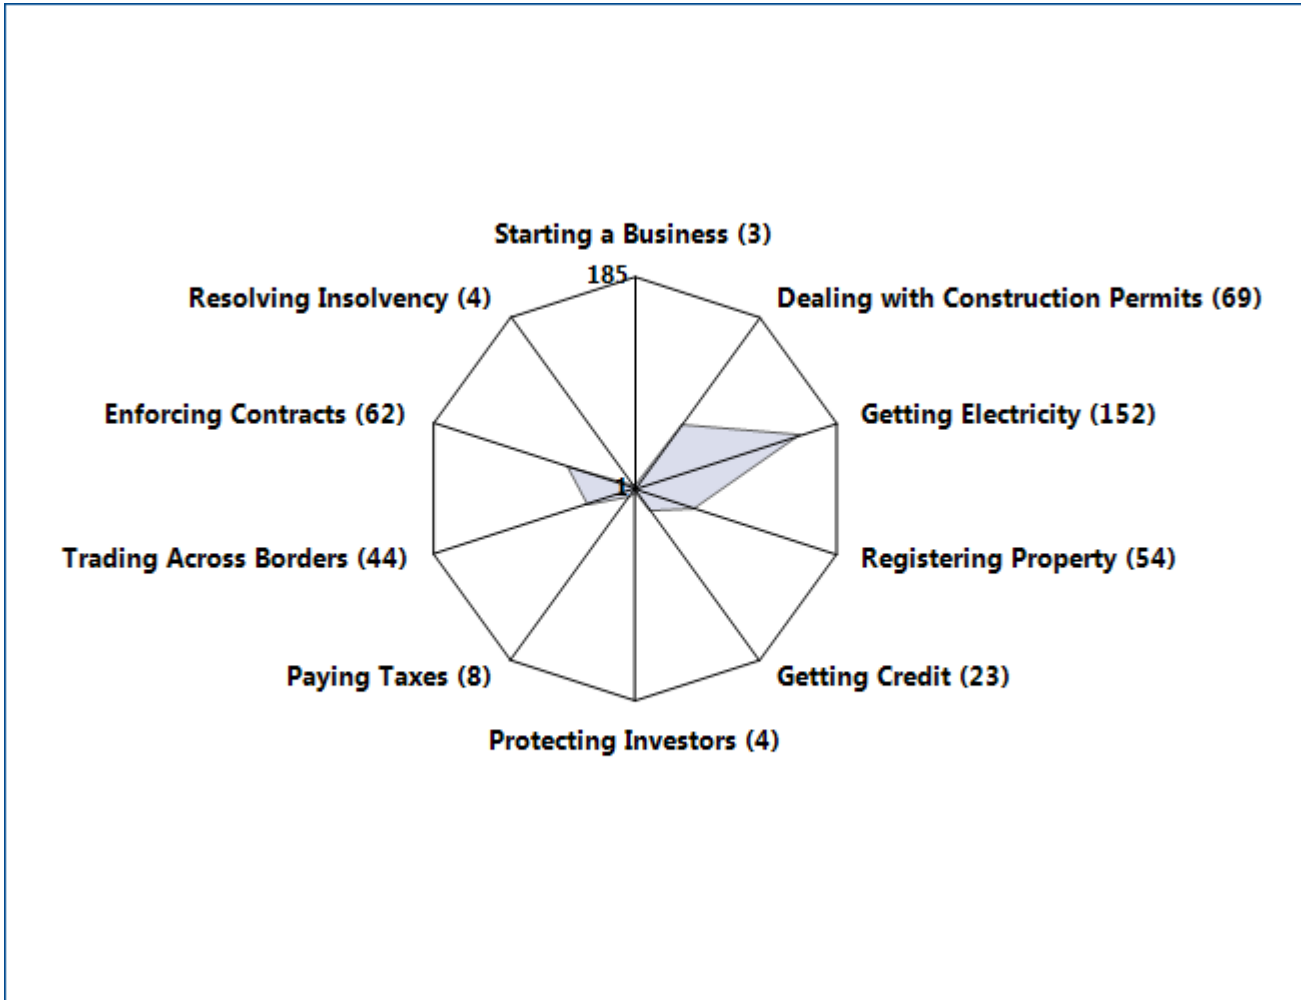 Starting a Business (3)
185
Resolving Insolvency (4)
Dealing with Construction Permits (69)
Enforcing Contracts (62)
Getting Electricity (152)
1
Trading Across Borders (44)
Registering Property (54)
Paying Taxes (8)
Getting Credit (23)
Protecting Investors (4)